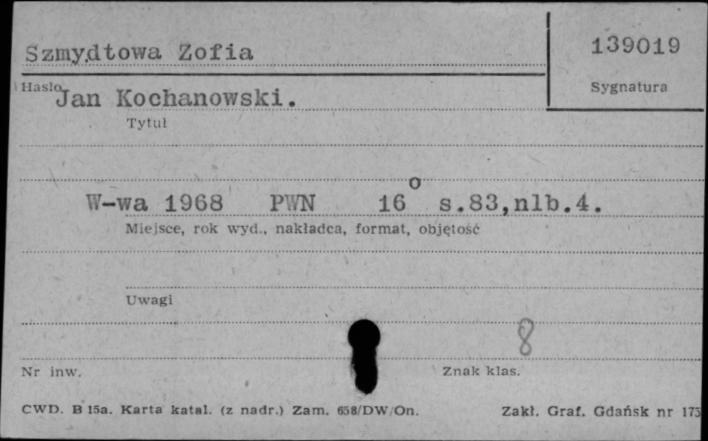 Szmydtowa Zofia
139019
Hasło
Sygnatura
Jan Kochanowski.
Tytuł
W-wa 1968 PWN 16° s.83,nlb.4.
Miejsce, rok wyd., nakładca, format, objętość
Uwagi
8
Nr inw.
Znak klas.
CWD. B 15a. Karta katal. (z nadr.) Zam. 658/DW/On.
Zakł. Graf. Gdańsk nr 175